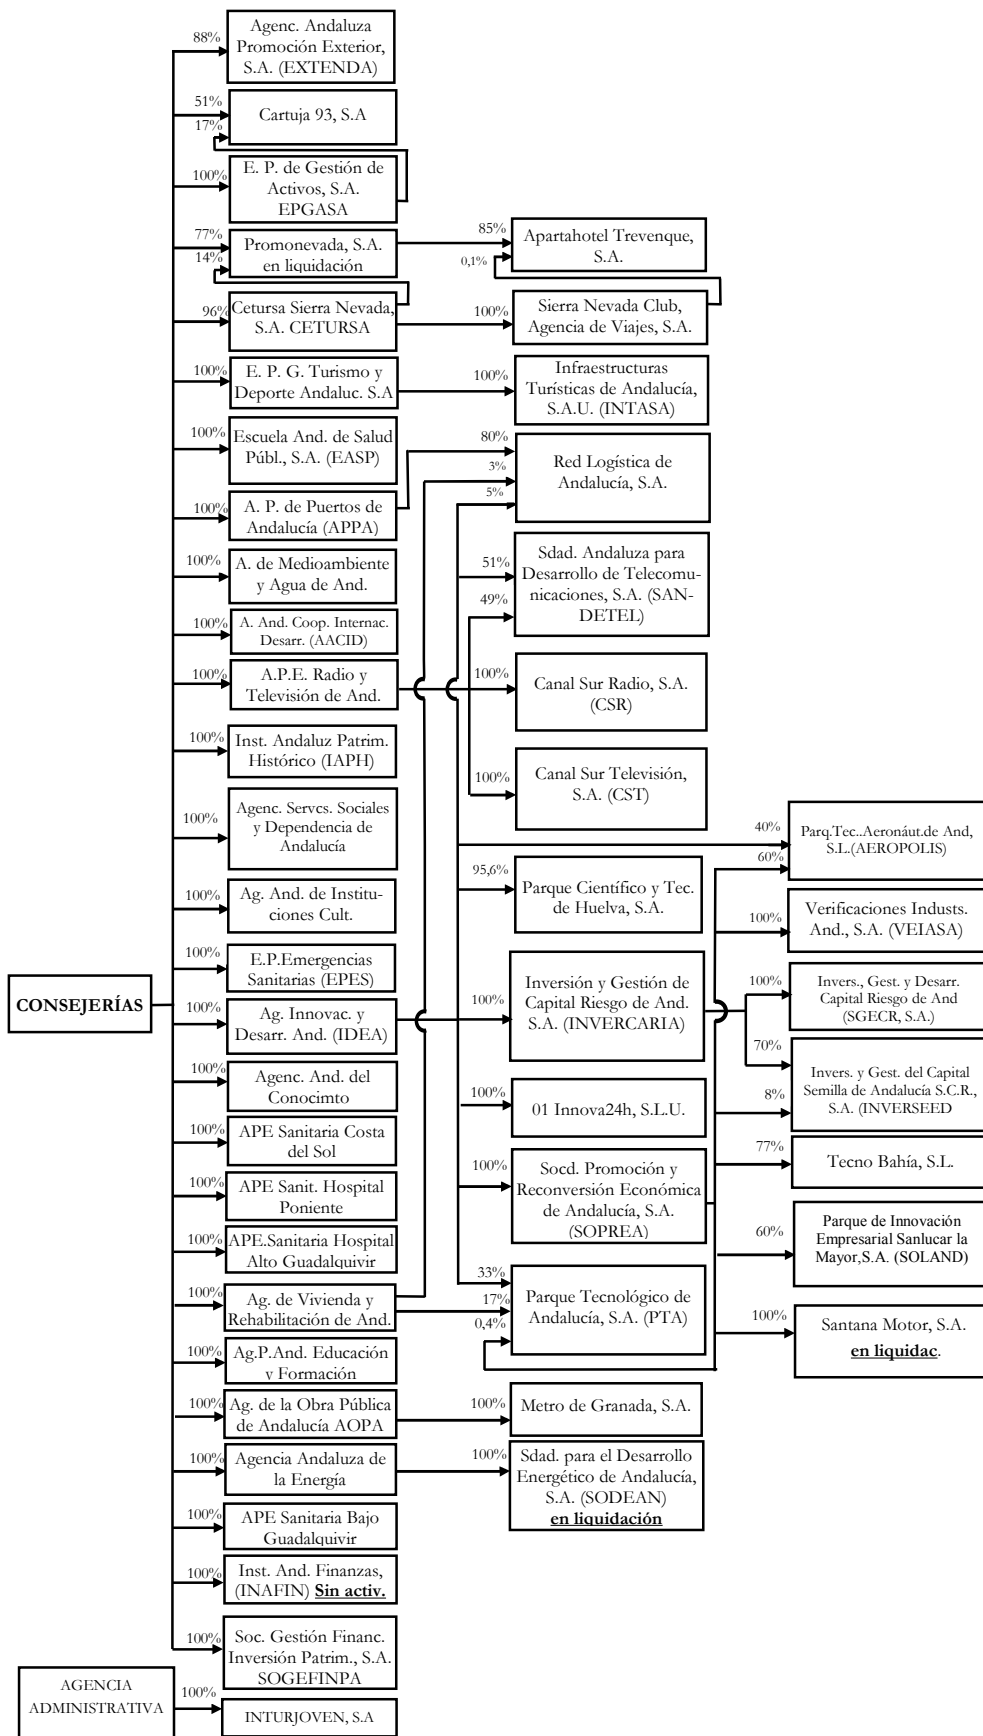 88%
Agenc. Andaluza
Promoción Exterior,
S.A. (EXTENDA)
51%
17%
Cartuja 93, S.A
100%
E. P. de Gestión de
Activos, S.A.
EPGASA
77%
14%
Promonevada, S.A.
en liquidación
85%
0,1%
Apartahotel Trevenque,
S.A.
96%
Cetursa Sierra Nevada,
S.A. CETURSA
100%
Sierra Nevada Club,
Agencia de Viajes, S.A.
100%
E. P. G. Turismo y
Deporte Andaluc. S.A
100%
Infraestructuras
Turísticas de Andalucía,
S.A.U. (INTASA)
100%
Escuela And. de Salud
Públ., S.A. (EASP)
80%
3%
5%
Red Logística de
Andalucía, S.A.
100%
A. P. de Puertos de
Andalucía (APPA)
100%
A. de Medioambiente
y Agua de And.
51%
49%
Sdad. Andaluza para
Desarrollo de Telecomu-
nicaciones, S.A. (SAN-
DETEL)
100%
A. And. Coop. Internac.
Desarr. (AACID)
100%
A.P.E. Radio y
Televisión de And.
100%
Canal Sur Radio, S.A.
(CSR)
100%
Inst. Andaluz Patrim.
Histórico (IAPH)
100%
Canal Sur Televisión,
S.A. (CST)
100%
Agenc. Servcs. Sociales
y Dependencia de
Andalucía
40%
60%
Parq.Tec..Aeronáut.de And,
S.L.(AEROPOLIS)
95,6%
Parque Científico y Tec.
de Huelva, S.A.
100%
Ag. And. de Institu-
ciones Cult.
100%
Verificaciones Industs.
And., S.A. (VEIASA)
100%
E.P.Emergencias
Sanitarias (EPES)
CONSEJERÍAS
100%
Ag. Innovac. y
Desarr. And. (IDEA)
100%
Inversión y Gestión de
Capital Riesgo de And.
S.A. (INVERCARIA)
100%
Invers., Gest. y Desarr.
Capital Riesgo de And
(SGECR, S.A.)
70%
8%
Invers. y Gest. del Capital
Semilla de Andalucía S.C.R.,
S.A. (INVERSEED
100%
Agenc. And. del
Conocimto
100%
01 Innova24h, S.L.U.
100%
APE Sanitaria Costa
del Sol
100%
Socd. Promoción y
Reconversión Económica
de Andalucía, S.A.
(SOPREA)
77%
Tecno Bahía, S.L.
100%
APE Sanit. Hospital
Poniente
100%
APE.Sanitaria Hospital
Alto Guadalquivir
60%
Parque de Innovación
Empresarial Sanlucar la
Mayor,S.A. (SOLAND)
100%
Ag. de Vivienda y
Rehabilitación de And.
33%
17%
0,4%
Parque Tecnológico de
Andalucía, S.A. (PTA)
100%
Santana Motor, S.A.
en liquidac.
100%
Ag.P.And. Educación
y Formación
100%
Ag. de la Obra Pública
de Andalucía AOPA
100%
Metro de Granada, S.A.
100%
Agencia Andaluza de
la Energía
100%
Sdad. para el Desarrollo
Energético de Andalucía,
S.A. (SODEAN)
en liquidación
100%
APE Sanitaria Bajo
Guadalquivir
100%
Inst. And. Finanzas,
(INAFIN) Sin activ.
100%
Soc. Gestión Financ.
Inversión Patrim., S.A.
SOGEFINPA
AGENCIA
ADMINISTRATIVA
100%
INTURJOVEN, S.A